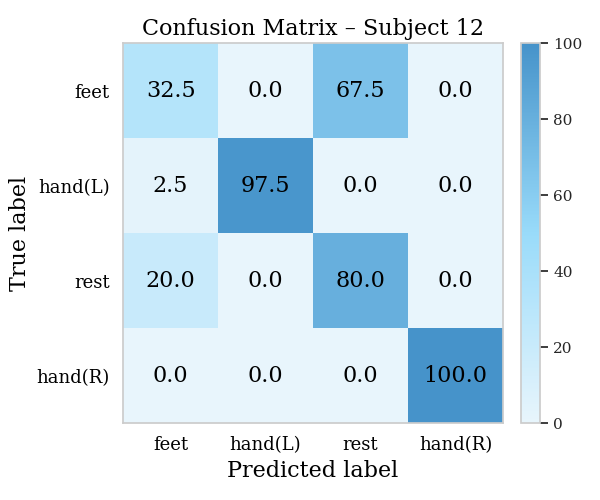 Confusion Matrix – Subject 12
True label
feet 32.5 0.0 67.5 0.0
hand(L) 2.5 97.5 0.0 0.0
rest 20.0 0.0 80.0 0.0
hand(R) 0.0 0.0 0.0 100.0
feet hand(L) rest hand(R)
Predicted label
100
80
60
40
20
0